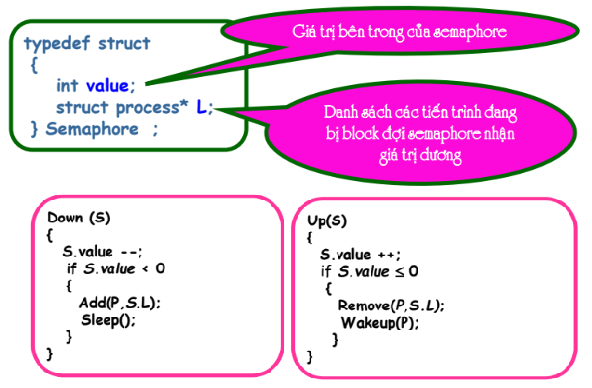 typedef struct
{
int value;
struct process* L;
} Semaphore ;
Giá trị bên trong của semaphore
Danh sách các tiến trình đang
bị block đợi semaphore nhận
giá trị dương
Down (S)
{
S.value --;
if S.value < 0
{
Add(P,S.L);
Sleep();
}
}
Up(S)
{
S.value ++;
if S.value ≤ 0
{
Remove(P,S.L);
Wakeup(P);
}
}